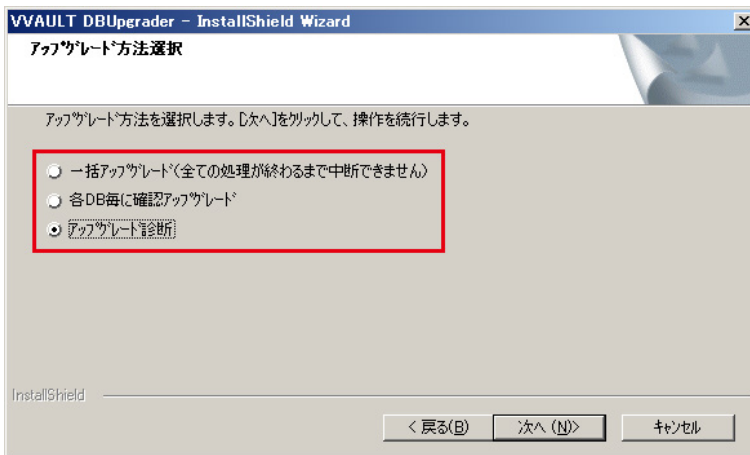 VVAULT DBUpgrader - InstallShield Wizard
アップグレード方法選択
アップグレード方法を選択します。[次へ]をクリックして、操作を続行します。
一括アップグレード(全ての処理が終わるまで中断できません)
各DB毎に確認アップグレード
アップグレード診断
InstallShield
< 戻る(B)
次へ (N)>
キャンセル